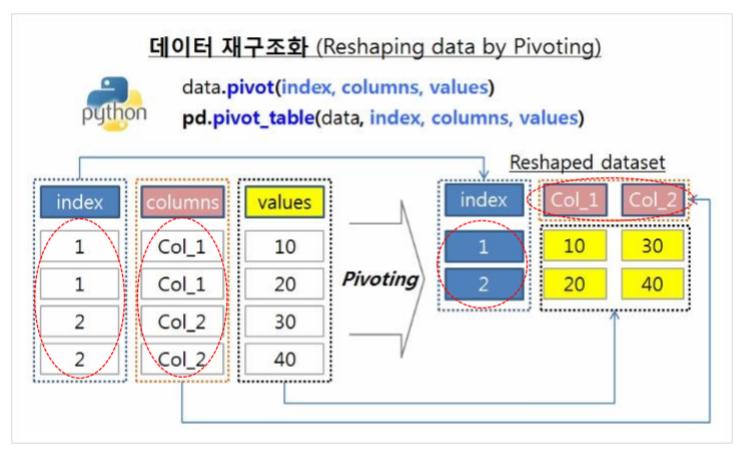 데이터 재구조화 (Reshaping data by Pivoting)
python
data.pivot(index, columns, values)
pd.pivot_table(data, index, columns, values)
Reshaped dataset
index columns values
1 Col_1 10
1 Col_1 20
2 Col_2 30
2 Col_2 40
Pivoting
index Col_1 Col_2
1 10 30
2 20 40